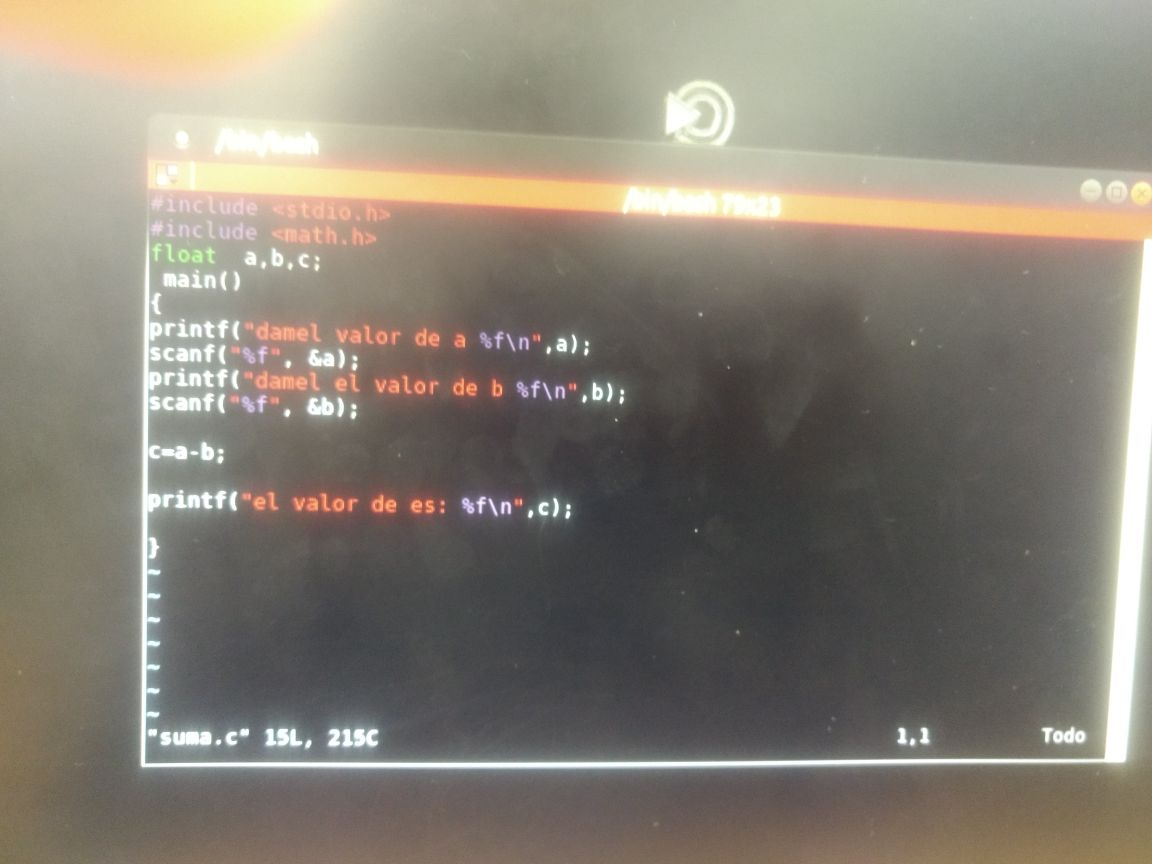 /bin/bash
/bin/bash 79x23
#include <stdio.h>
#include <math.h>
float  a,b,c;
 main()
{
printf("damel valor de a %f\n",a);
scanf("%f", &a);
printf("damel el valor de b %f\n",b);
scanf("%f", &b);
c=a-b;
printf("el valor de es: %f\n",c);
}
~
~
~
~
~
~
~
"suma.c" 15L, 215C 1,1 Todo